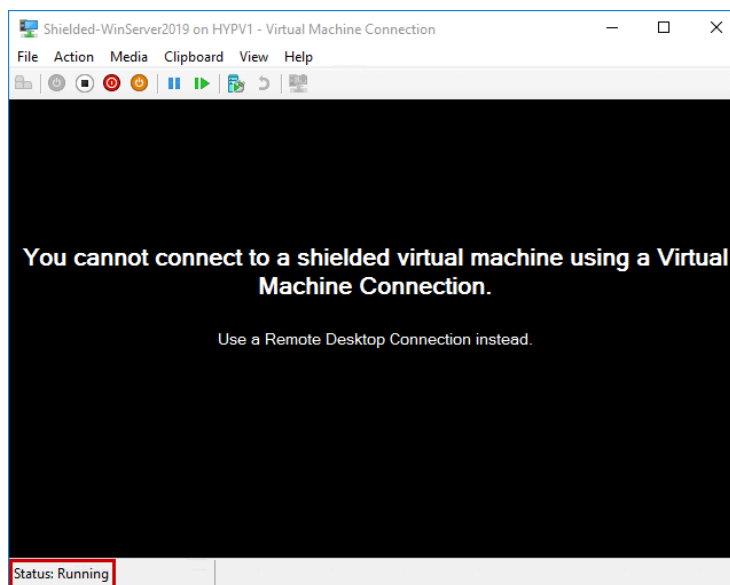 Shielded-WinServer2019 on HYPV1 - Virtual Machine Connection
File Action Media Clipboard View Help
You cannot connect to a shielded virtual machine using a Virtual
Machine Connection.
Use a Remote Desktop Connection instead.
Status: Running